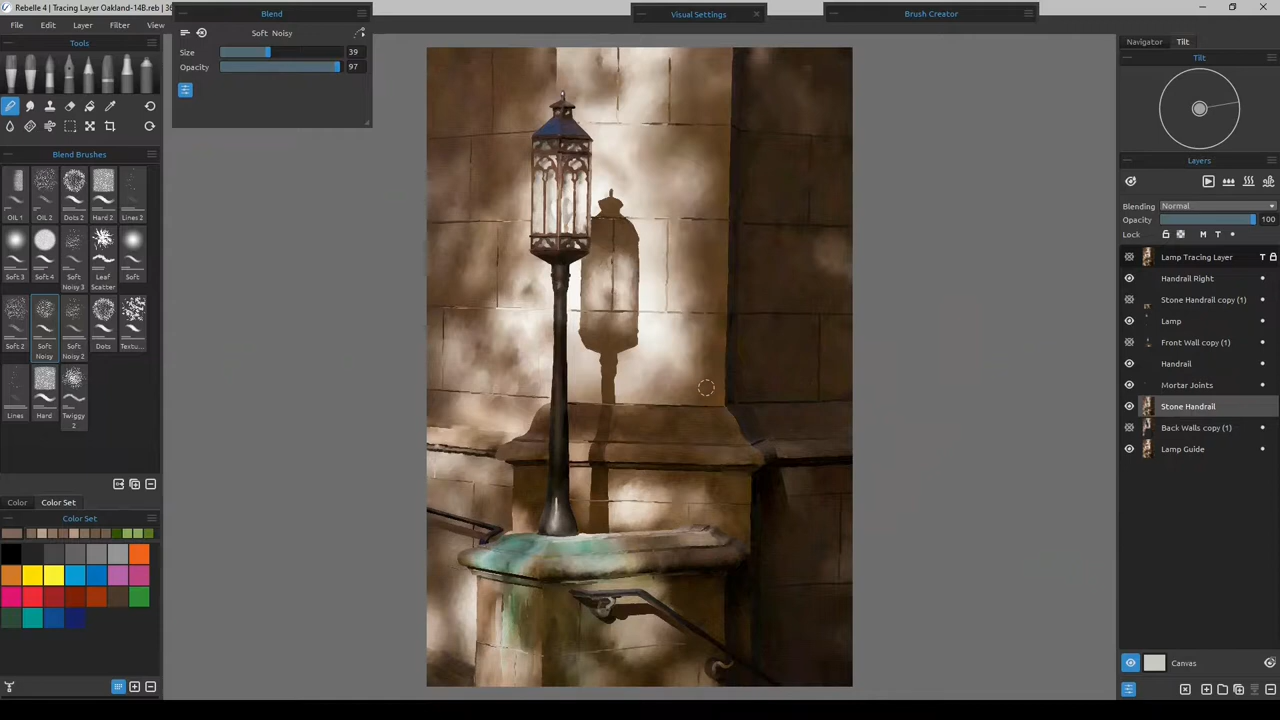 Rebelle 4 | Tracing Layer Oakland-14B.reb | 36
File Edit Layer Filter View
Tools
Blend
Soft Noisy
Size 39
Opacity 97
Visual Settings
Brush Creator
Navigator Tilt
Tilt
Blend Brushes
OIL 1 OIL 2 Dots 2 Hard 2 Lines 2
Soft 3 Soft 4 Soft Noisy 3 Leaf Scatter Soft
Soft 2 Soft Noisy Soft Noisy 2 Dots Textu...
Lines Hard Twiggy 2
Color Color Set
Color Set
Layers
Blending Normal
Opacity 100
Lock M T
Lamp Tracing Layer T
Handrail Right
Stone Handrail copy (1)
Lamp
Front Wall copy (1)
Handrail
Mortar Joints
Stone Handrail
Back Walls copy (1)
Lamp Guide
Canvas